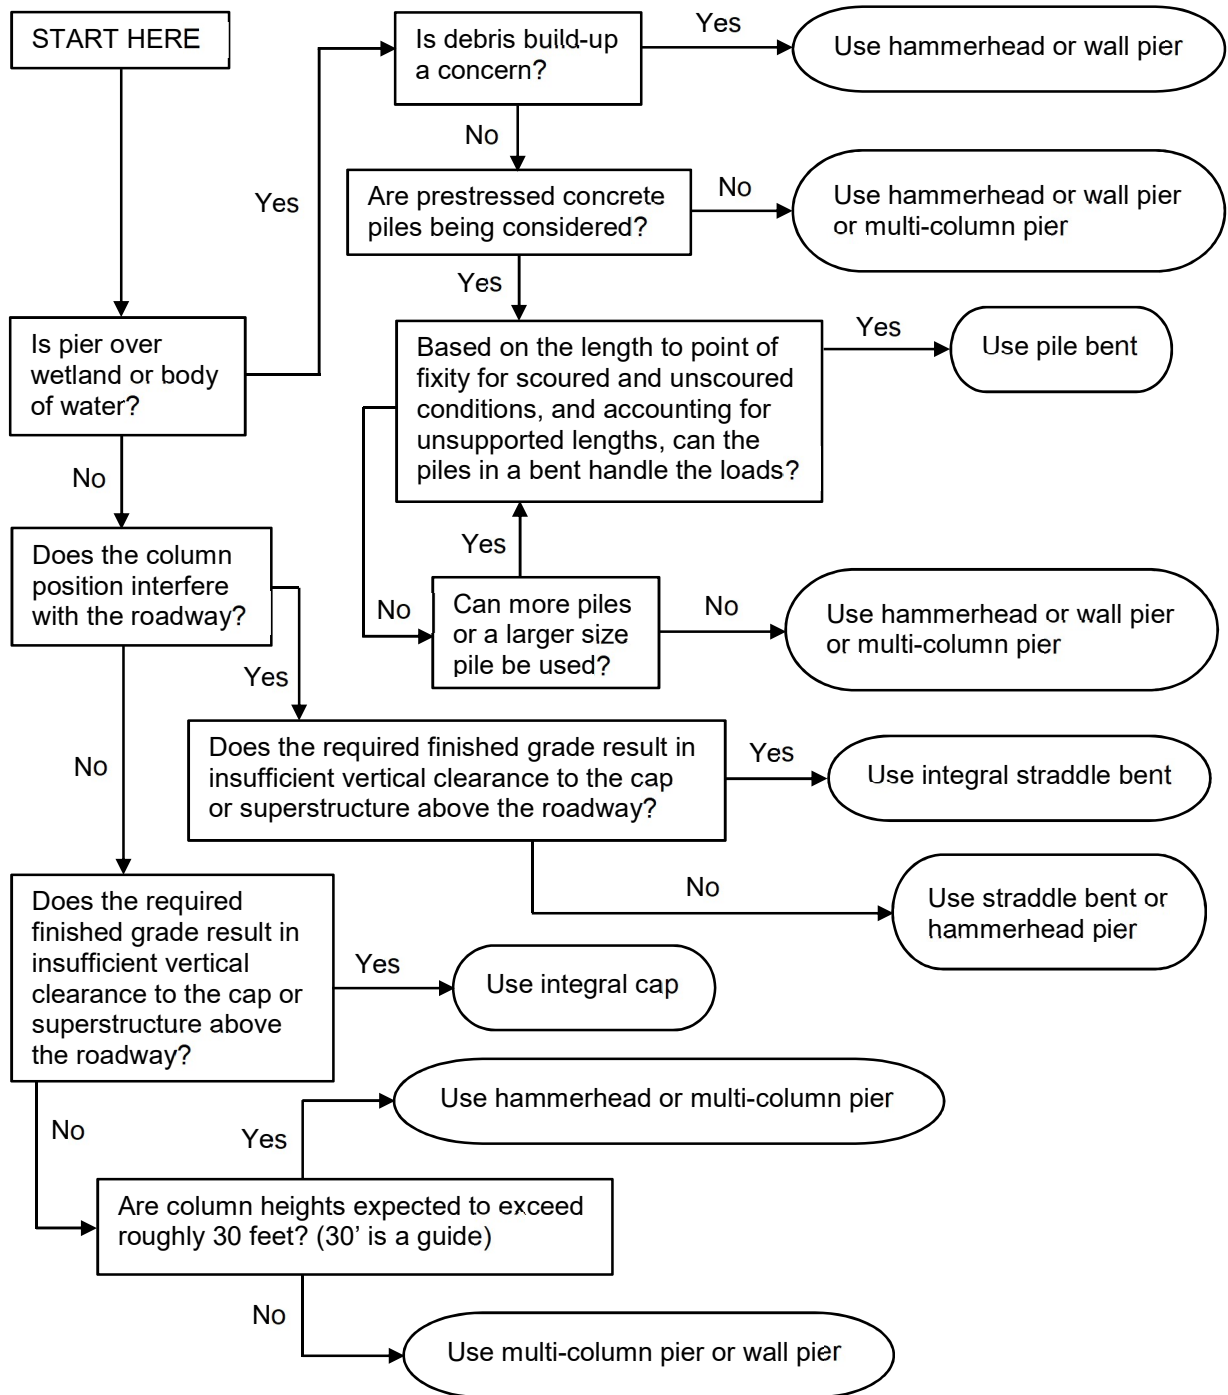 START HERE
Is debris build-up
a concern?
Yes
Use hammerhead or wall pier
No
Yes
Are prestressed concrete
piles being considered?
No
Use hammerhead or wall pier
or multi-column pier
Yes
Is pier over
wetland or body
of water?
Based on the length to point of
fixity for scoured and unscoured
conditions, and accounting for
unsupported lengths, can the
piles in a bent handle the loads?
Yes
Use pile bent
No
Does the column
position interfere
with the roadway?
Yes
No
Can more piles
or a larger size
pile be used?
No
Use hammerhead or wall pier
or multi-column pier
Yes
No
Does the required finished grade result in
insufficient vertical clearance to the cap
or superstructure above the roadway?
Yes
Use integral straddle bent
No
Use straddle bent or
hammerhead pier
Does the required
finished grade result in
insufficient vertical
clearance to the cap or
superstructure above
the roadway?
Yes
Use integral cap
No
Yes
Use hammerhead or multi-column pier
Are column heights expected to exceed
roughly 30 feet? (30’ is a guide)
No
Use multi-column pier or wall pier